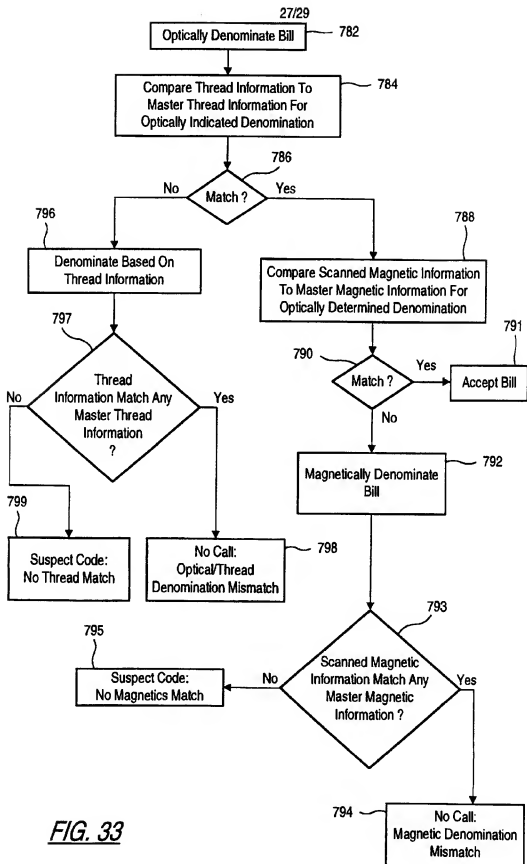 27/29
Optically Denominate Bill
782
Compare Thread Information To
Master Thread Information For
Optically Indicated Denomination
784
786
No
Match ?
Yes
796
Denominate Based On
Thread Information
788
Compare Scanned Magnetic Information
To Master Magnetic Information For
Optically Determined Denomination
797
790
791
Match ?
Yes
Accept Bill
No
No
Thread
Information Match Any
Master Thread
Information
?
Yes
792
Magnetically Denominate
Bill
799
Suspect Code:
No Thread Match
No Call:
Optical/Thread
Denomination Mismatch
798
793
795
Suspect Code:
No Magnetics Match
No
Scanned Magnetic
Information Match Any
Master Magnetic
Information ?
Yes
794
No Call:
Magnetic Denomination
Mismatch
FIG. 33